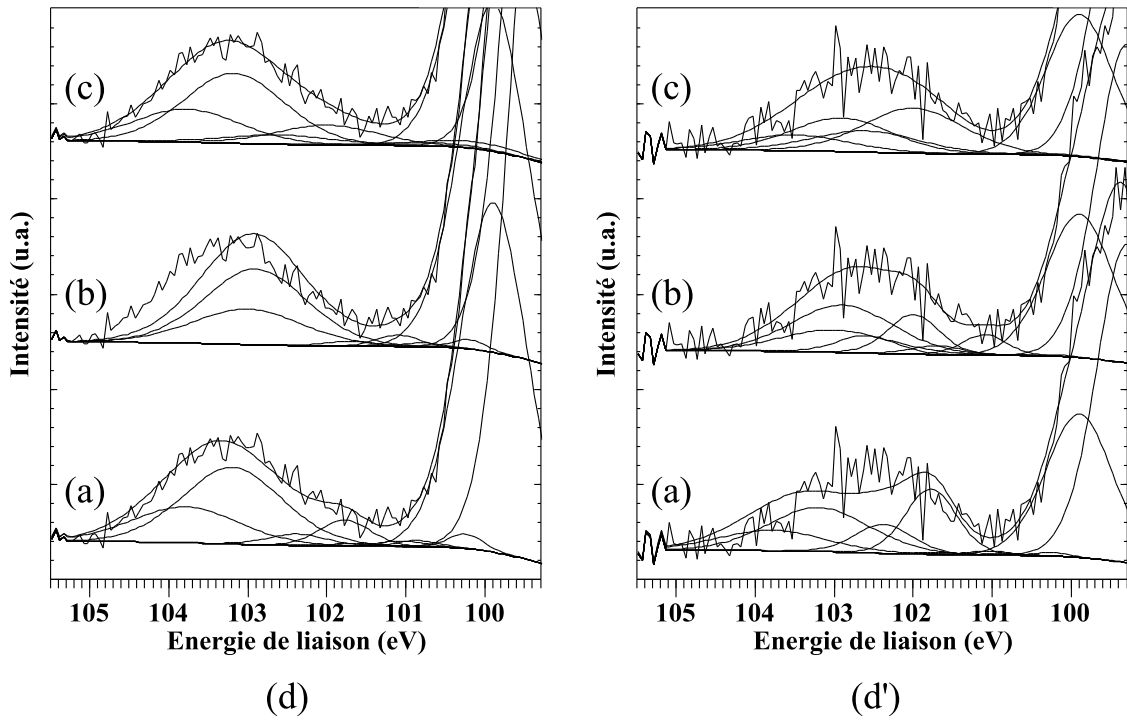 Intensité (u.a.)
(c)
(b)
(a)
105 104 103 102 101 100
Energie de liaison (eV)
(d)
Intensité (u.a.)
(c)
(b)
(a)
105 104 103 102 101 100
Energie de liaison (eV)
(d')